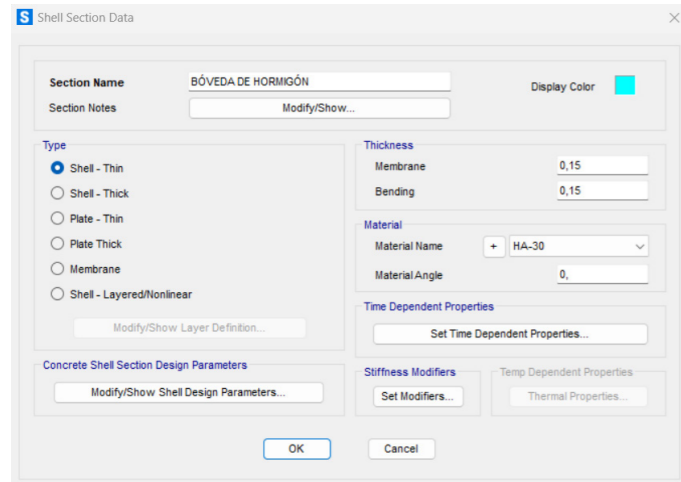 S Shell Section Data
Section Name BÓVEDA DE HORMIGÓN Display Color
Section Notes Modify/Show...
Type
Shell - Thin
Shell - Thick
Plate - Thin
Plate Thick
Membrane
Shell - Layered/Nonlinear
Modify/Show Layer Definition...
Concrete Shell Section Design Parameters
Modify/Show Shell Design Parameters...
Thickness
Membrane 0,15
Bending 0,15
Material
Material Name + HA-30
Material Angle 0,
Time Dependent Properties
Set Time Dependent Properties...
Stiffness Modifiers
Set Modifiers...
Temp Dependent Properties
Thermal Properties...
OK Cancel